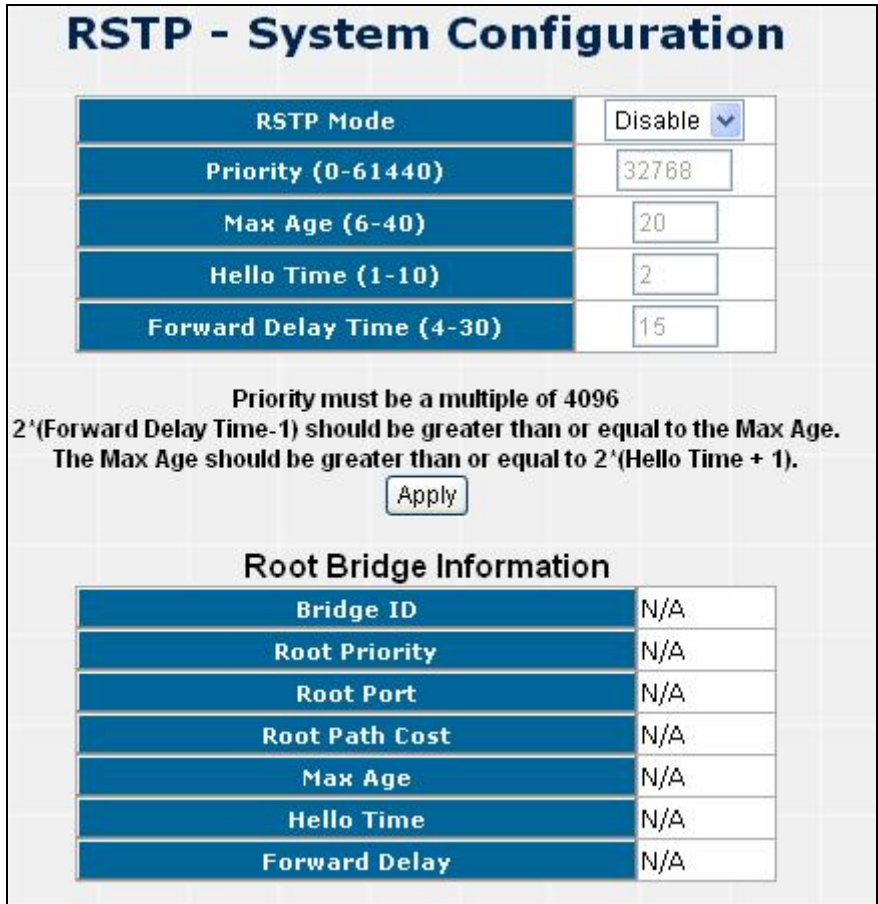 RSTP - System Configuration
RSTP Mode Disable
Priority (0-61440) 32768
Max Age (6-40) 20
Hello Time (1-10) 2
Forward Delay Time (4-30) 15
Priority must be a multiple of 4096
2*(Forward Delay Time-1) should be greater than or equal to the Max Age.
The Max Age should be greater than or equal to 2*(Hello Time + 1).
Apply
Root Bridge Information
Bridge ID N/A
Root Priority N/A
Root Port N/A
Root Path Cost N/A
Max Age N/A
Hello Time N/A
Forward Delay N/A